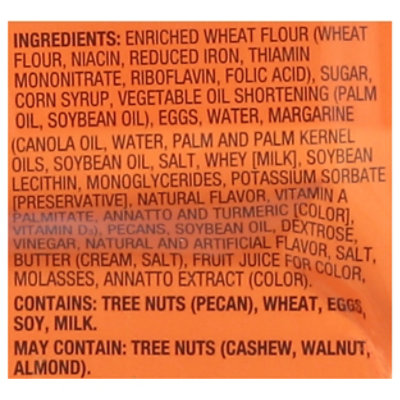 INGREDIENTS: ENRICHED WHEAT FLOUR (WHEAT
FLOUR, NIACIN, REDUCED IRON, THIAMIN
MONONITRATE, RIBOFLAVIN, FOLIC ACID), SUGAR,
CORN SYRUP, VEGETABLE OIL SHORTENING (PALM
OIL, SOYBEAN OIL), EGGS, WATER, MARGARINE
(CANOLA OIL, WATER, PALM AND PALM KERNEL
OILS, SOYBEAN OIL, SALT, WHEY [MILK], SOYBEAN
LECITHIN, MONOGLYCERIDES, POTASSIUM SORBATE
[PRESERVATIVE], NATURAL FLAVOR, VITAMIN A
PALMITATE, ANNATTO AND TURMERIC [COLOR],
VITAMIN D₃), PECANS, SOYBEAN OIL, DEXTROSE,
VINEGAR, NATURAL AND ARTIFICIAL FLAVOR, SALT,
BUTTER (CREAM, SALT), FRUIT JUICE FOR COLOR,
MOLASSES, ANNATTO EXTRACT (COLOR).
CONTAINS: TREE NUTS (PECAN), WHEAT, EGGS,
SOY, MILK.
MAY CONTAIN: TREE NUTS (CASHEW, WALNUT,
ALMOND).